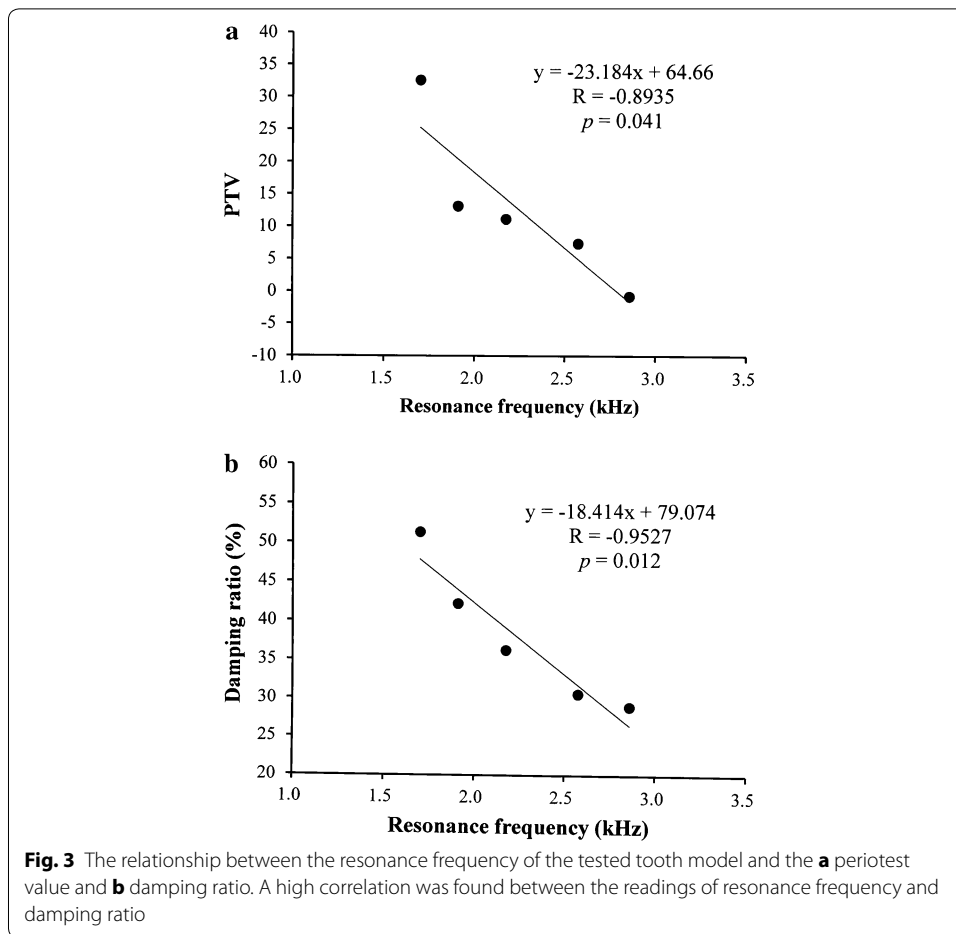 a
40
35
30
25
20
15
10
5
0
-5
-10
PTV
y = -23.184x + 64.66
R = -0.8935
p = 0.041
1.0 1.5 2.0 2.5 3.0 3.5
Resonance frequency (kHz)
b
60
55
50
45
40
35
30
25
20
Damping ratio (%)
y = -18.414x + 79.074
R = -0.9527
p = 0.012
1.0 1.5 2.0 2.5 3.0 3.5
Resonance frequency (kHz)
Fig. 3 The relationship between the resonance frequency of the tested tooth model and the a periotest
value and b damping ratio. A high correlation was found between the readings of resonance frequency and
damping ratio